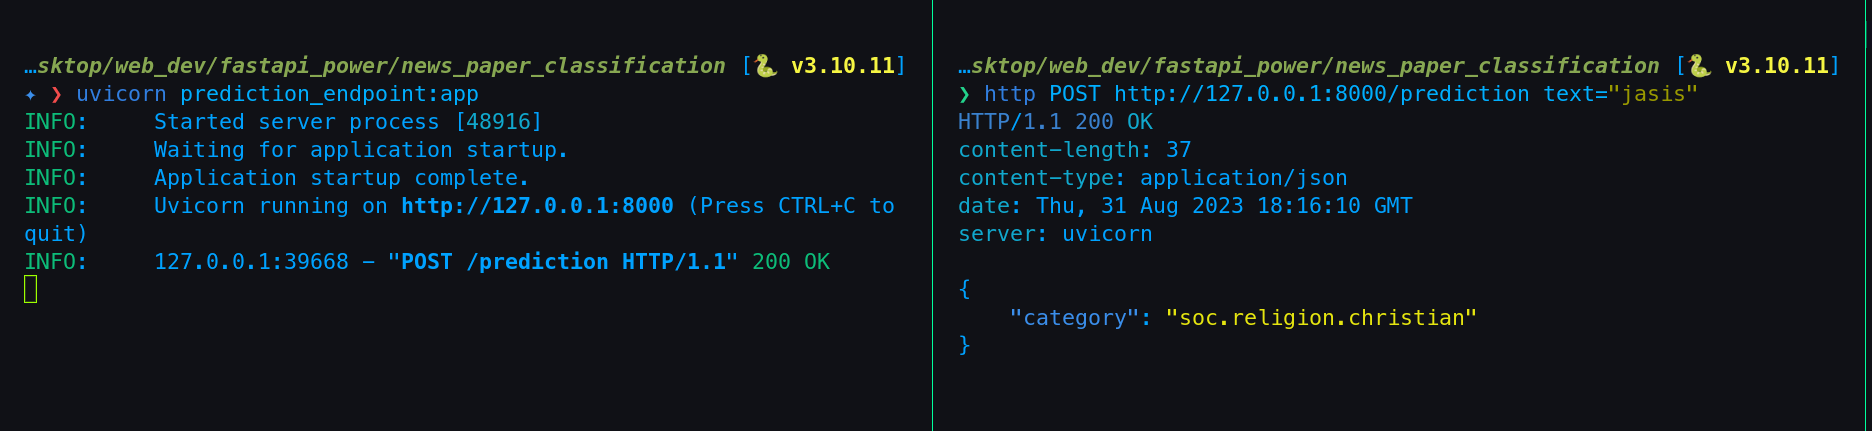 …sktop/web_dev/fastapi_power/news_paper_classification [🐍 v3.10.11]
✦ ❯ uvicorn prediction_endpoint:app
INFO:     Started server process [48916]
INFO:     Waiting for application startup.
INFO:     Application startup complete.
INFO:     Uvicorn running on http://127.0.0.1:8000 (Press CTRL+C to
quit)
INFO:     127.0.0.1:39668 - "POST /prediction HTTP/1.1" 200 OK
…sktop/web_dev/fastapi_power/news_paper_classification [🐍 v3.10.11]
❯ http POST http://127.0.0.1:8000/prediction text="jasis"
HTTP/1.1 200 OK
content-length: 37
content-type: application/json
date: Thu, 31 Aug 2023 18:16:10 GMT
server: uvicorn
{
    "category": "soc.religion.christian"
}